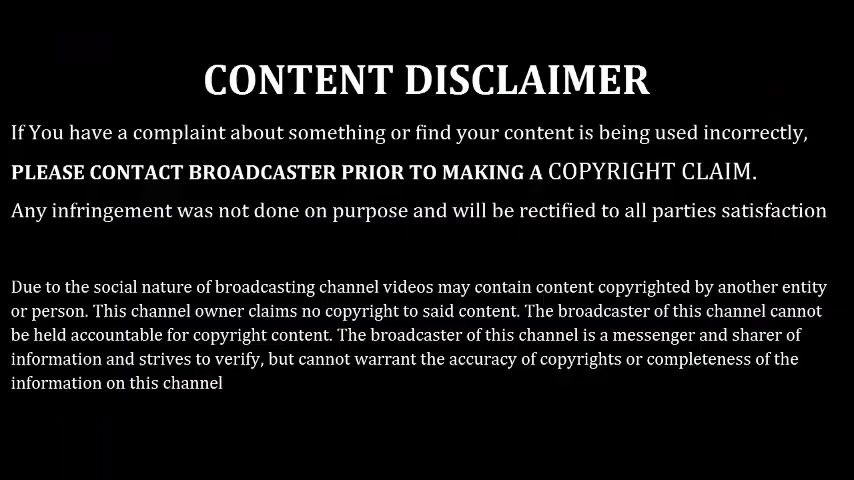 CONTENT DISCLAIMER
If You have a complaint about something or find your content is being used incorrectly,
PLEASE CONTACT BROADCASTER PRIOR TO MAKING A COPYRIGHT CLAIM.
Any infringement was not done on purpose and will be rectified to all parties satisfaction
Due to the social nature of broadcasting channel videos may contain content copyrighted by another entity
or person. This channel owner claims no copyright to said content. The broadcaster of this channel cannot
be held accountable for copyright content. The broadcaster of this channel is a messenger and sharer of
information and strives to verify, but cannot warrant the accuracy of copyrights or completeness of the
information on this channel